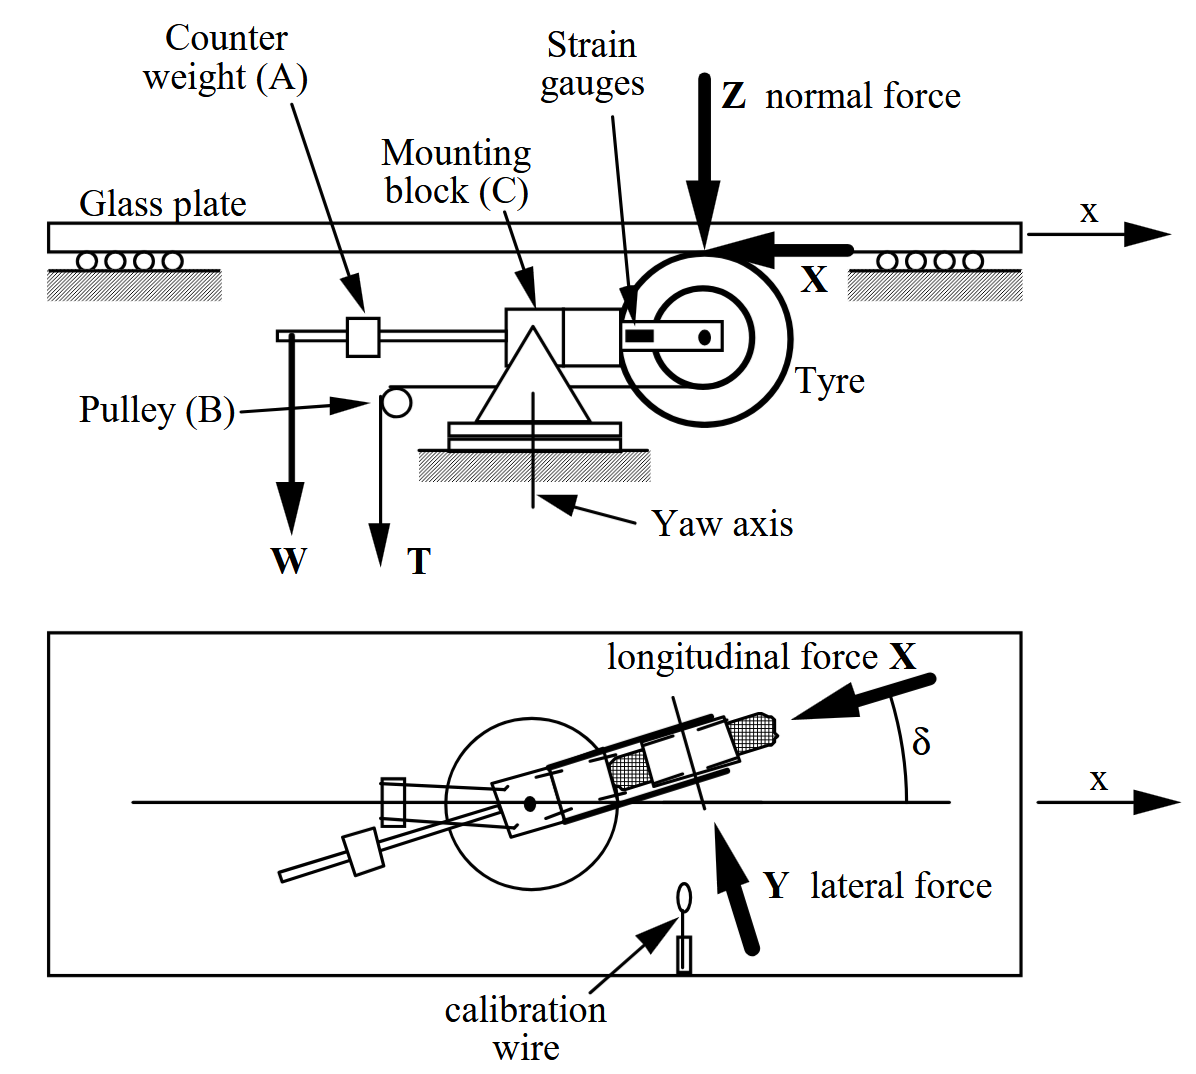 Counter
weight (A)
Strain
gauges
Z normal force
Mounting
block (C)
Glass plate
x
X
Tyre
Pulley (B)
Yaw axis
W
T
longitudinal force X
δ
x
Y lateral force
calibration
wire